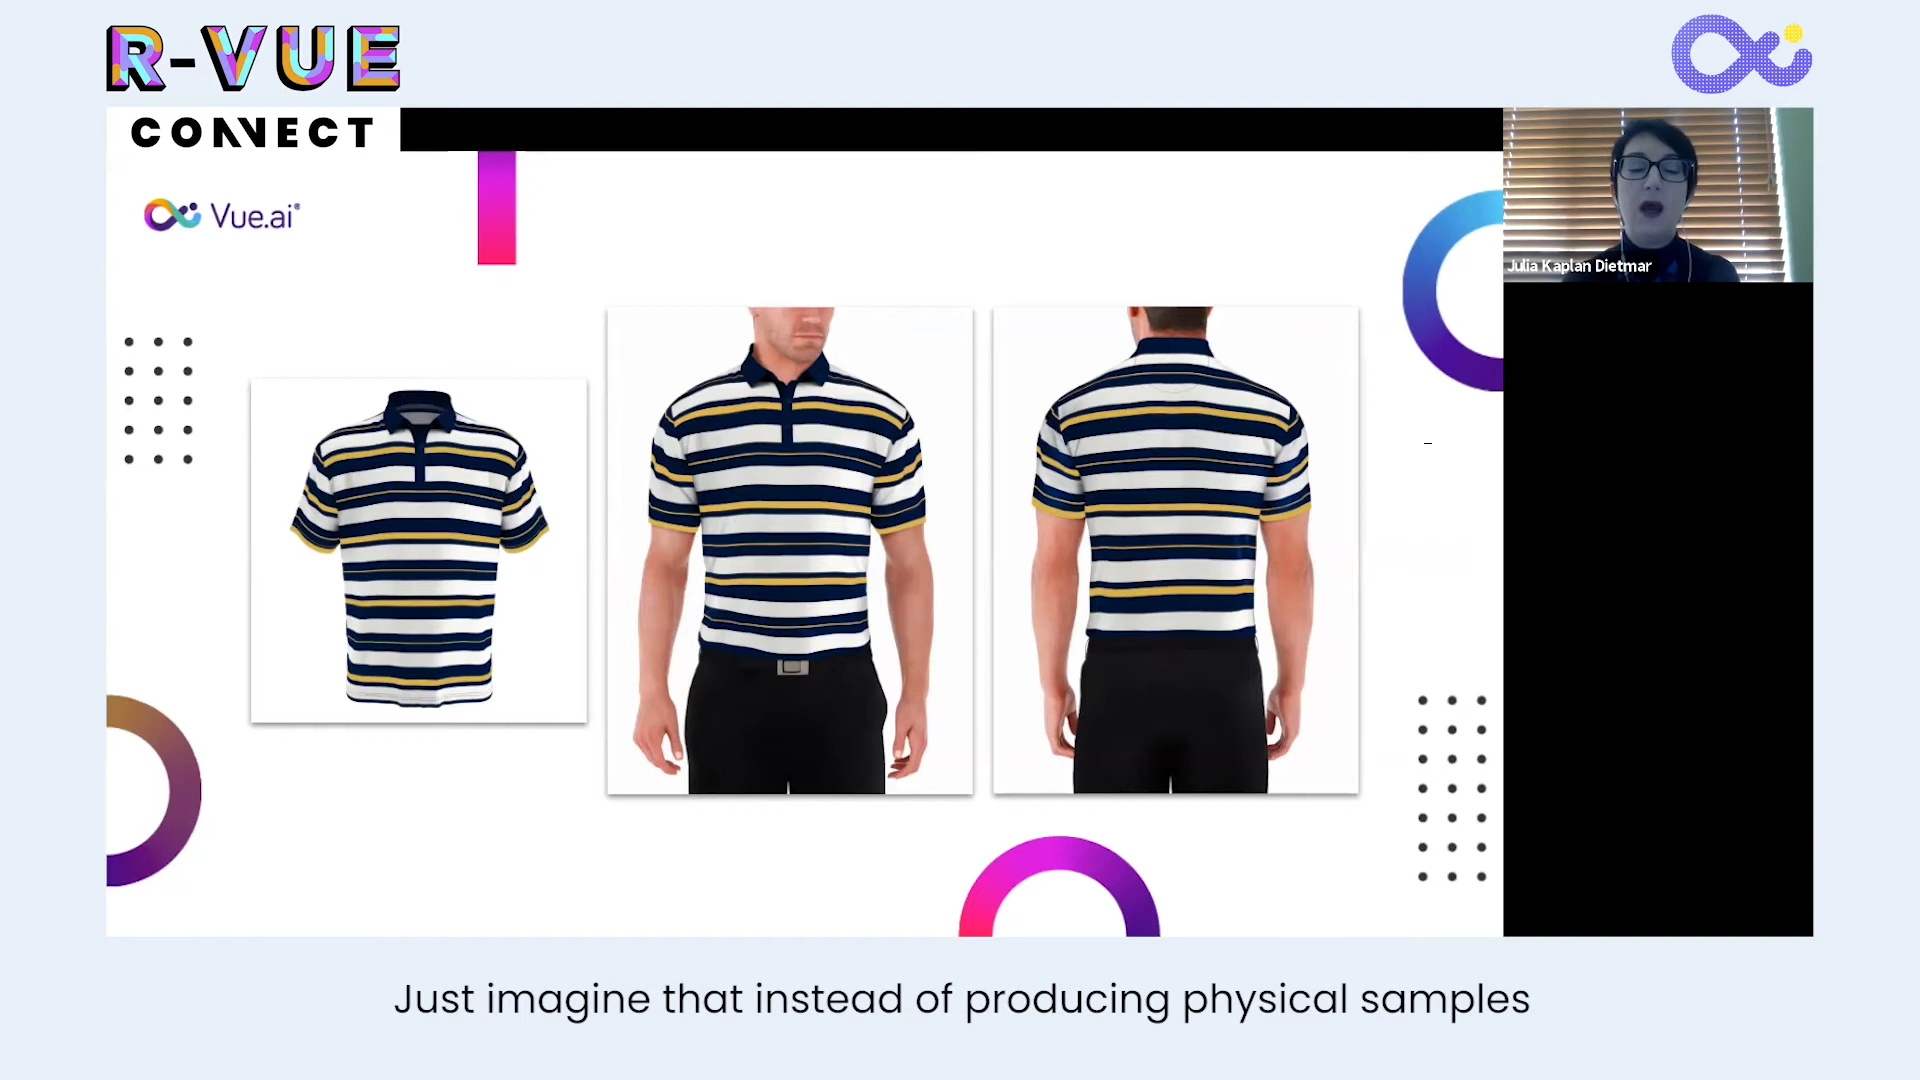 R-VUE
CONNECT
Vue.ai®
Julia Kaplan Dietmar
Just imagine that instead of producing physical samples